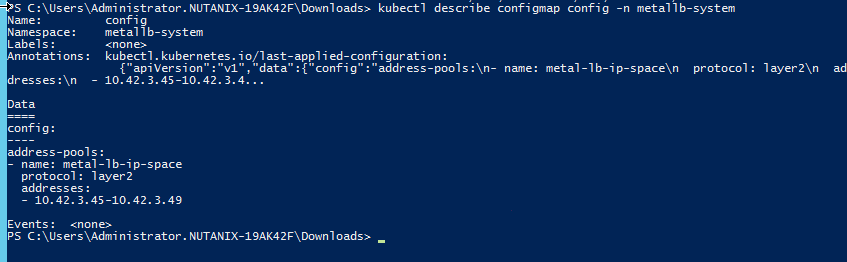 PS C:\Users\Administrator.NUTANIX-19AK42F\Downloads> kubectl describe configmap config -n metallb-system
Name:         config
Namespace:    metallb-system
Labels:       <none>
Annotations:  kubectl.kubernetes.io/last-applied-configuration:
                {"apiVersion":"v1","data":{"config":"address-pools:\n- name: metal-lb-ip-space\n  protocol: layer2\n  ad
dresses:\n  - 10.42.3.45-10.42.3.4...

Data
====
config:
----
address-pools:
- name: metal-lb-ip-space
  protocol: layer2
  addresses:
  - 10.42.3.45-10.42.3.49

Events:  <none>
PS C:\Users\Administrator.NUTANIX-19AK42F\Downloads>